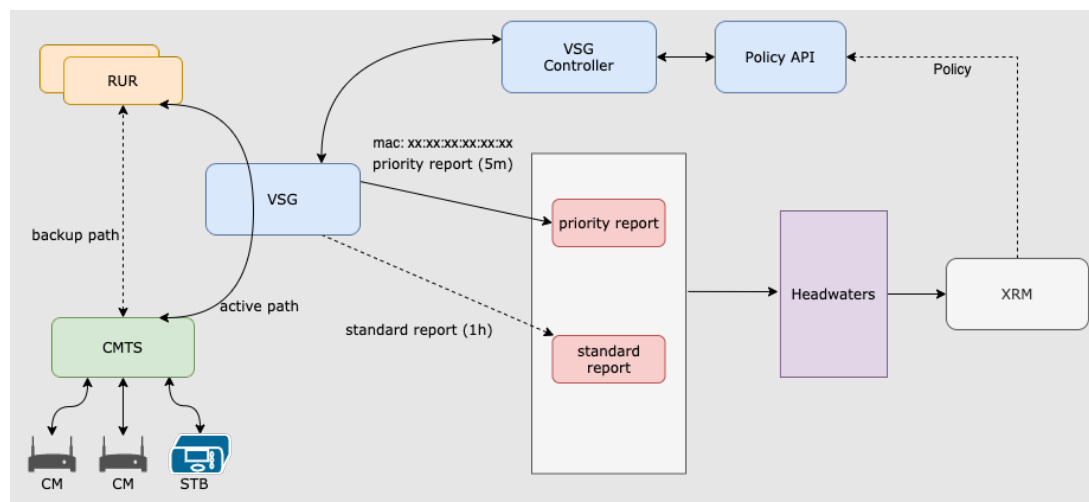 RUR
VSG
Controller
Policy API
Policy
mac: xx:xx:xx:xx:xx:xx
priority report (5m)
VSG
priority report
backup path
active path
Headwaters
XRM
standard report (1h)
CMTS
standard
report
CM
CM
STB